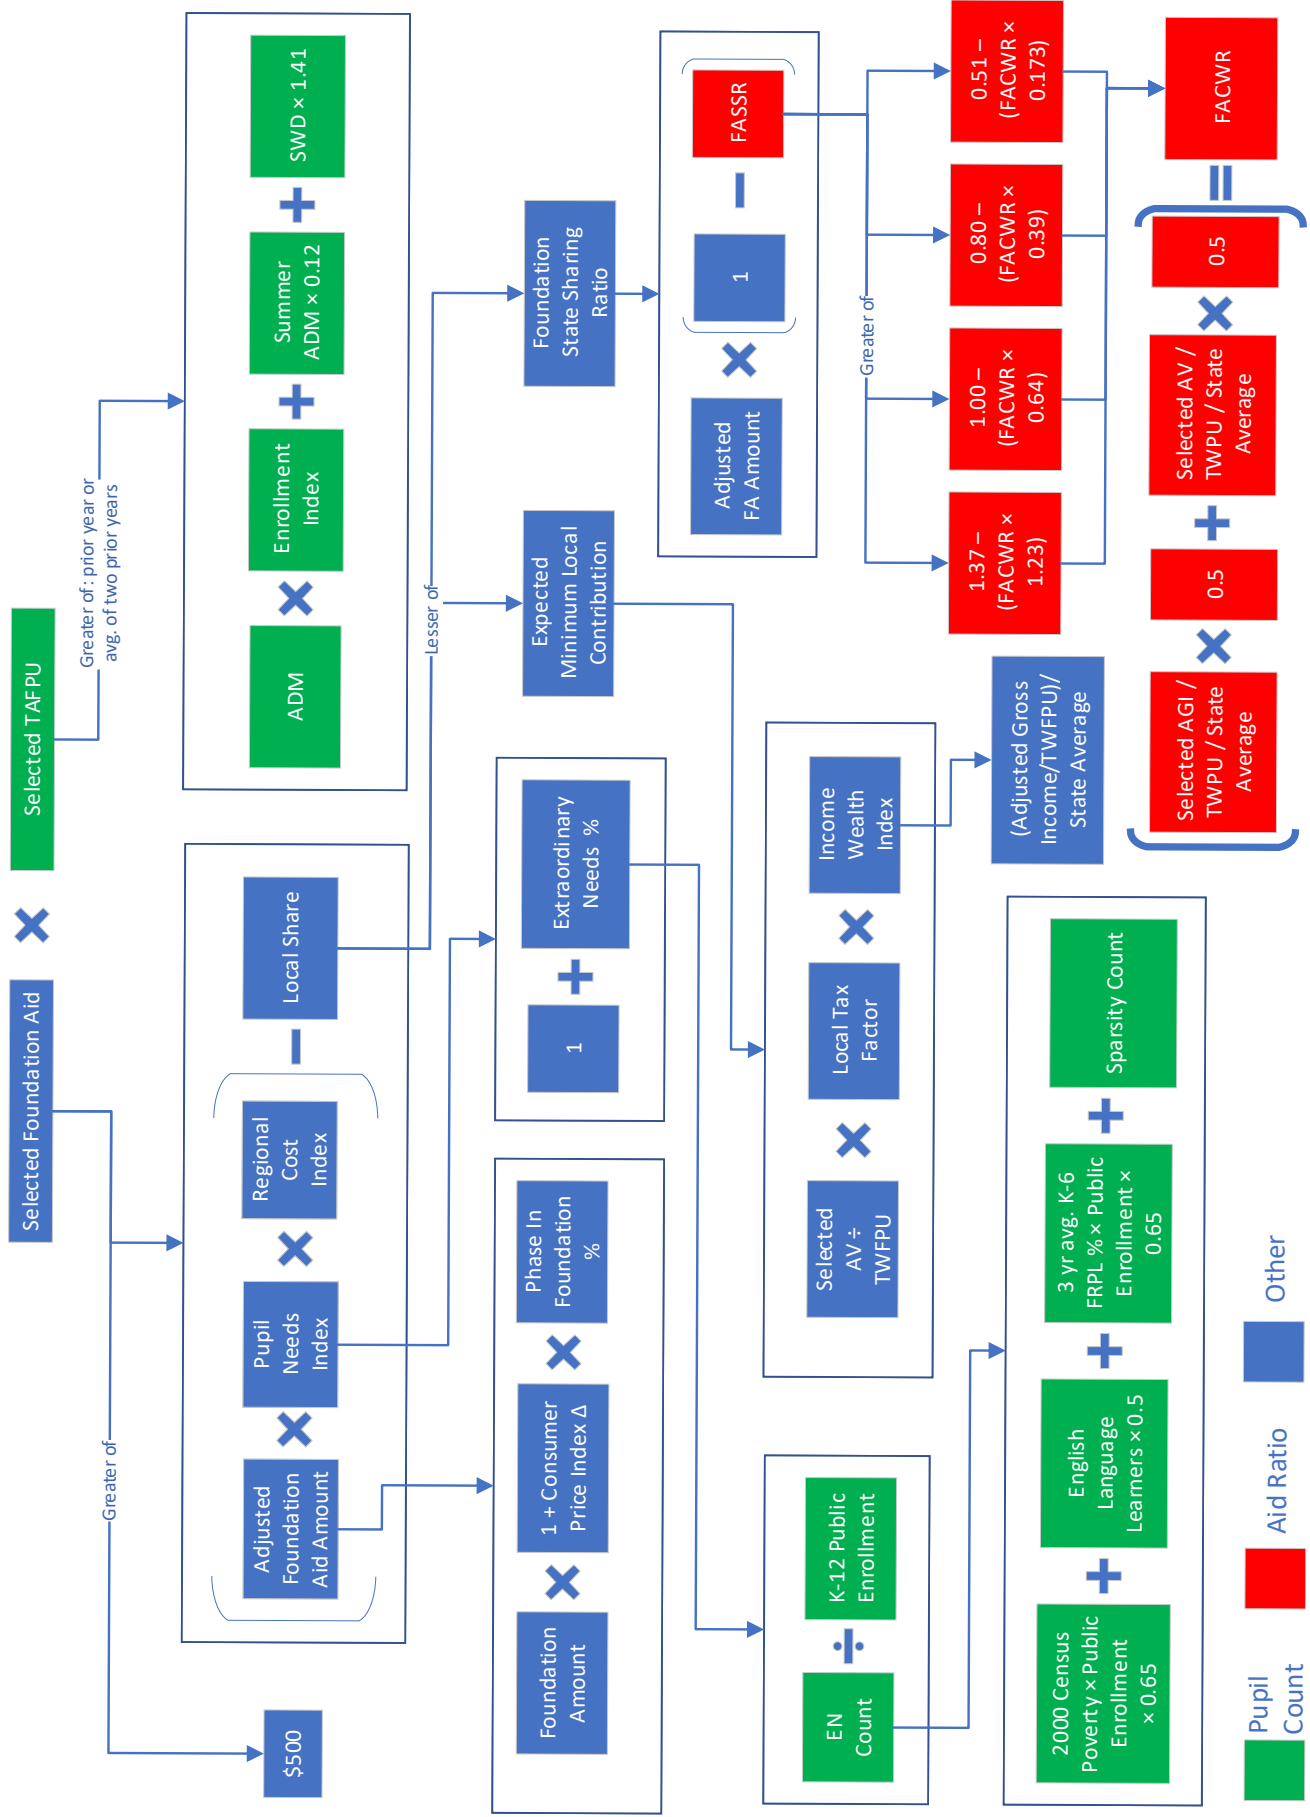 Selected Foundation Aid
Selected TAFPU
Greater of
Greater of: prior year or
avg. of two prior years
$500
Adjusted
Foundation
Aid Amount
Pupil
Needs
Index
Regional
Cost
Index
Local Share
ADM
Enrollment
Index
Summer
ADM × 0.12
SWD × 1.41
Lesser of
Foundation
Amount
1 + Consumer
Price Index Δ
Phase In
Foundation
%
1
Extraordinary
Needs %
Expected
Minimum Local
Contribution
Foundation
State Sharing
Ratio
Adjusted
FA Amount
1
FASSR
EN
Count
K-12 Public
Enrollment
Selected
AV ÷
TWFPU
Local Tax
Factor
Income
Wealth
Index
Greater of
1.37 –
(FACWR ×
1.23)
1.00 –
(FACWR ×
0.64)
0.80 –
(FACWR ×
0.39)
0.51 –
(FACWR ×
0.173)
(Adjusted Gross
Income/TWFPU)/
State Average
2000 Census
Poverty × Public
Enrollment
× 0.65
English
Language
Learners × 0.5
3 yr avg. K-6
FRPL % × Public
Enrollment ×
0.65
Sparsity Count
Selected AGI /
TWPU / State
Average
0.5
Selected AV /
TWPU / State
Average
0.5
FACWR
Pupil
Count
Aid Ratio
Other